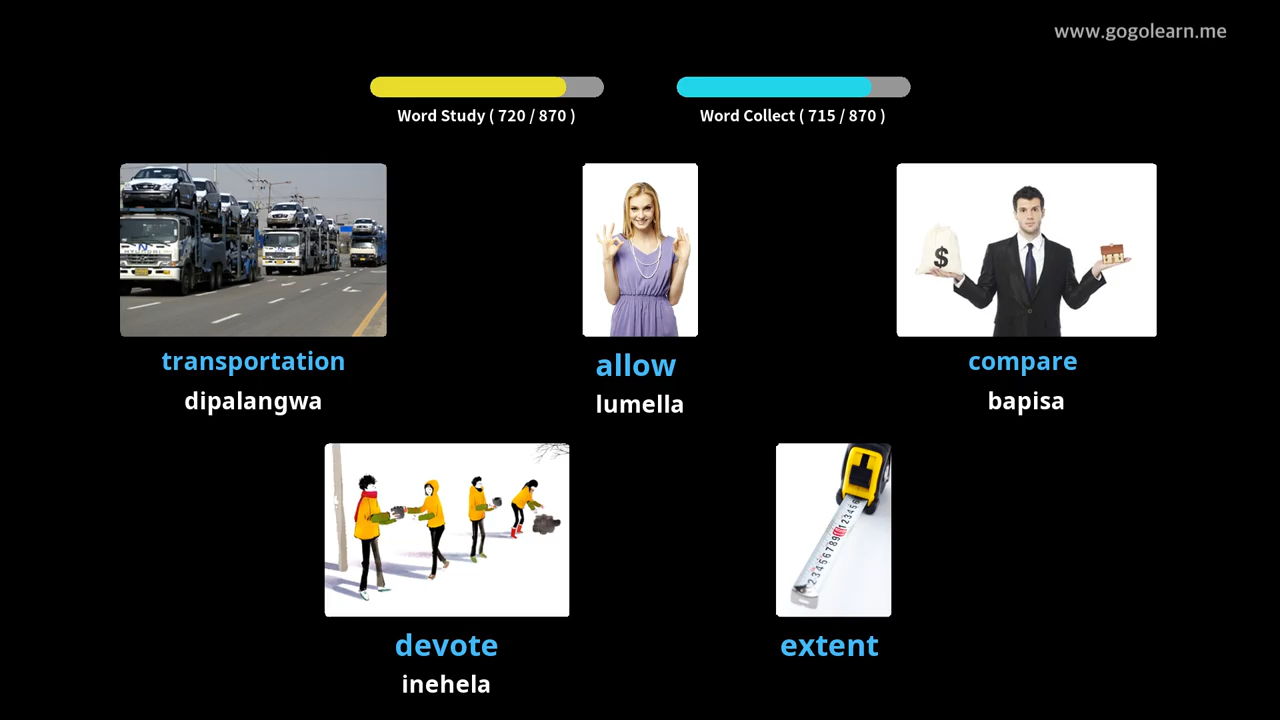 www.gogolearn.me
Word Study ( 720 / 870 )
Word Collect ( 715 / 870 )
transportation
dipalangwa
allow
lumella
compare
bapisa
devote
inehela
extent